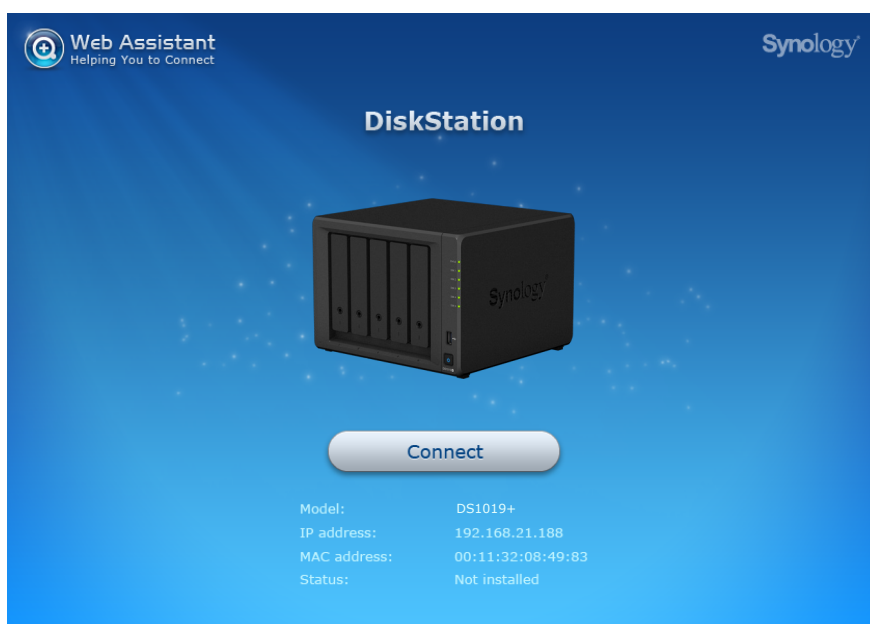 Web Assistant
Helping You to Connect
Synology
DiskStation
Synology
Connect
Model: DS1019+
IP address: 192.168.21.188
MAC address: 00:11:32:08:49:83
Status: Not installed